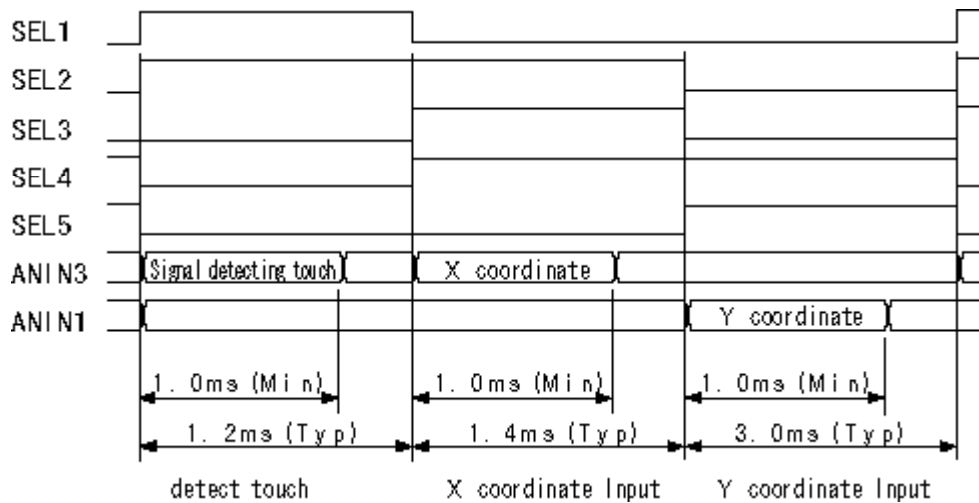 SEL1
SEL2
SEL3
SEL4
SEL5
ANIN3 Signal detecting touch X coordinate
ANIN1 Y coordinate
1. 0ms (Min) 1. 0ms (Min) 1. 0ms (Min)
1. 2ms (Typ) 1. 4ms (Typ) 3. 0ms (Typ)
detect touch X coordinate Input Y coordinate Input